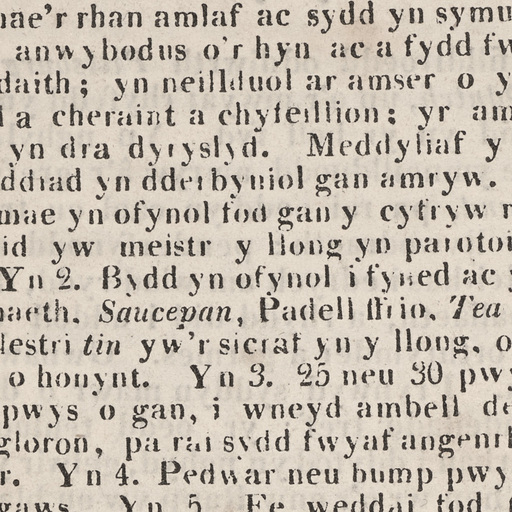 mae'r rhan amlaf ac sydd yn symu
anwybodus o'r hyn ac a fydd fw
daith; yn neillduol ar amser o y
a cheraint a chyfeillion; yr am
yn dra dyryslyd. Meddyliaf y
ddiad yn dderbyniol gan amryw.
mae yn ofynol fod gan y cyfryw r
id yw meistr y llong yn parotoi
Yn 2. Bydd yn ofynol i fyned ac y
naeth. Saucepan, Padell ffrio, Tea
lestri tin yw'r sicraf yn y llong, o
o honynt. Yn 3. 25 neu 30 pwy
pwys o gan, i wneyd ambell de
gloron, pa rai sydd fwyaf angenrh
r. Yn 4. Pedwar neu bump pwy
gaws. Yn 5. Fe weddai fod